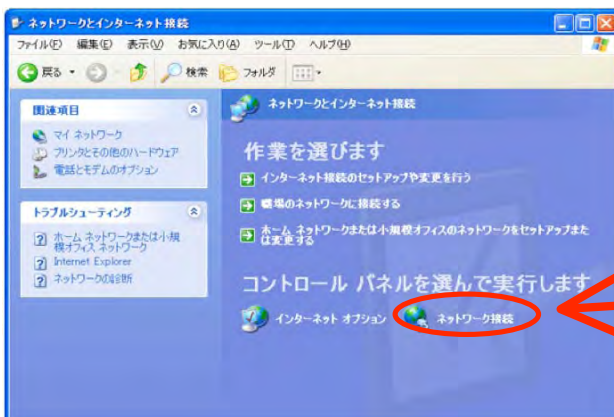 ネットワークとインターネット接続
ファイル(F) 編集(E) 表示(V) お気に入り(A) ツール(T) ヘルプ(H)
戻る 検索 フォルダ
関連項目
マイ ネットワーク
プリンタとその他のハードウェア
電話とモデムのオプション
トラブルシューティング
ホーム ネットワークまたは小規
模オフィス ネットワーク
Internet Explorer
ネットワークの診断
ネットワークとインターネット接続
作業を選びます
インターネット接続のセットアップや変更を行う
職場のネットワークに接続する
ホーム ネットワークまたは小規模オフィスのネットワークをセットアップまた
は変更する
コントロール パネルを選んで実行します
インターネット オプション ネットワーク接続